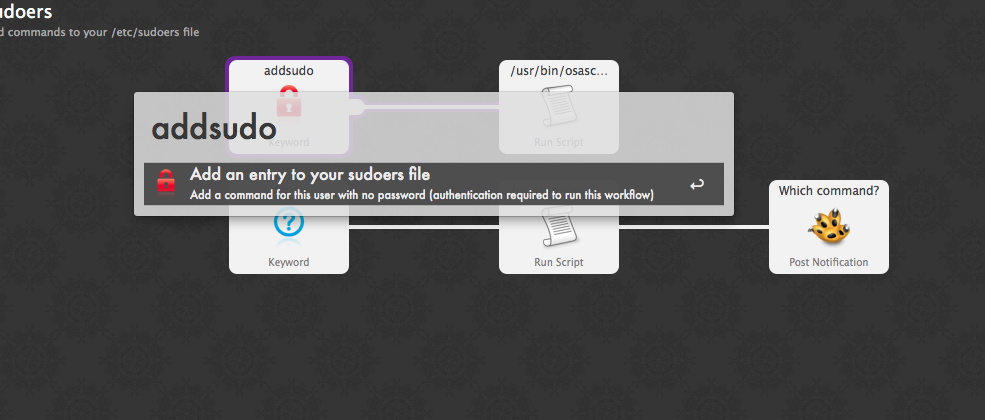 udoers
d commands to your /etc/sudoers file
addsudo
/usr/bin/osasc...
addsudo
Keyword
Run Script
Add an entry to your sudoers file
Add a command for this user with no password (authentication required to run this workflow)
Which command?
Keyword
Run Script
Post Notification